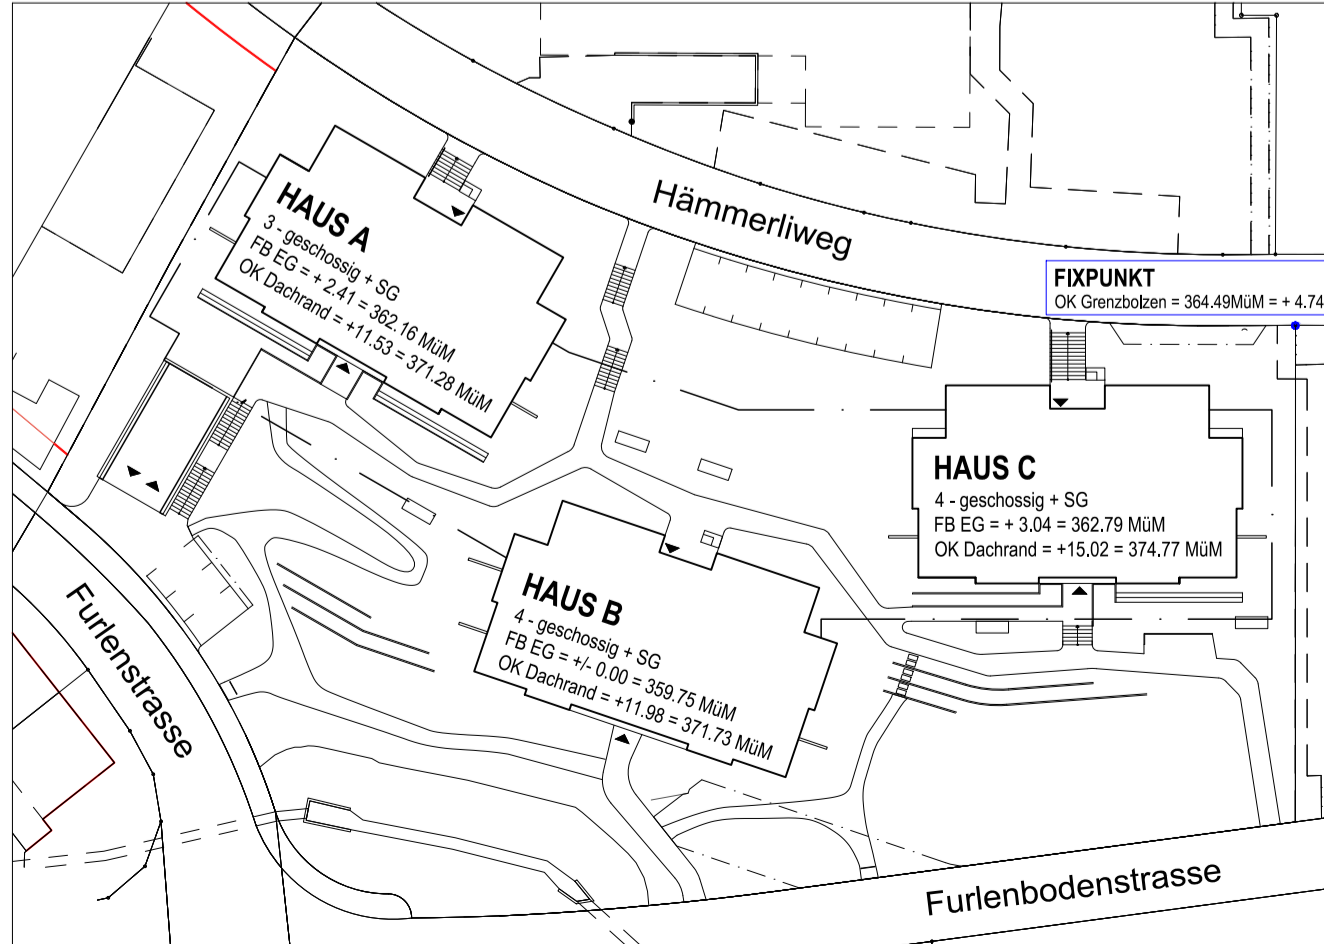 Hämmerliweg
HAUS A
3 - geschossig + SG
FB EG = + 2.41 = 362.16 MüM
OK Dachrand = +11.53 = 371.28 MüM
FIXPUNKT
OK Grenzbolzen = 364.49MüM = + 4.74
HAUS C
4 - geschossig + SG
FB EG = + 3.04 = 362.79 MüM
OK Dachrand = +15.02 = 374.77 MüM
HAUS B
4 - geschossig + SG
FB EG = +/- 0.00 = 359.75 MüM
OK Dachrand = +11.98 = 371.73 MüM
Furlenstrasse
Furlenbodenstrasse